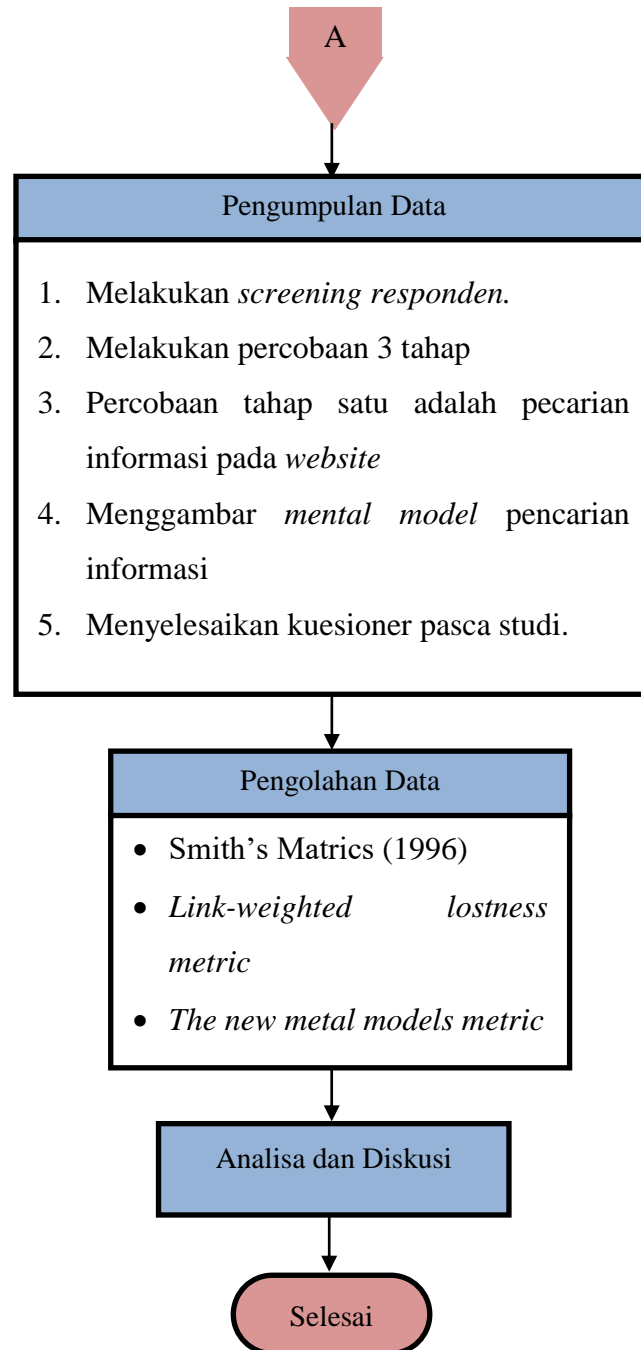 A
Pengumpulan Data
1. Melakukan screening responden.
2. Melakukan percobaan 3 tahap
3. Percobaan tahap satu adalah pecarian
informasi pada website
4. Menggambar mental model pencarian
informasi
5. Menyelesaikan kuesioner pasca studi.
Pengolahan Data
• Smith's Matrics (1996)
• Link-weighted lostness
metric
• The new metal models metric
Analisa dan Diskusi
Selesai